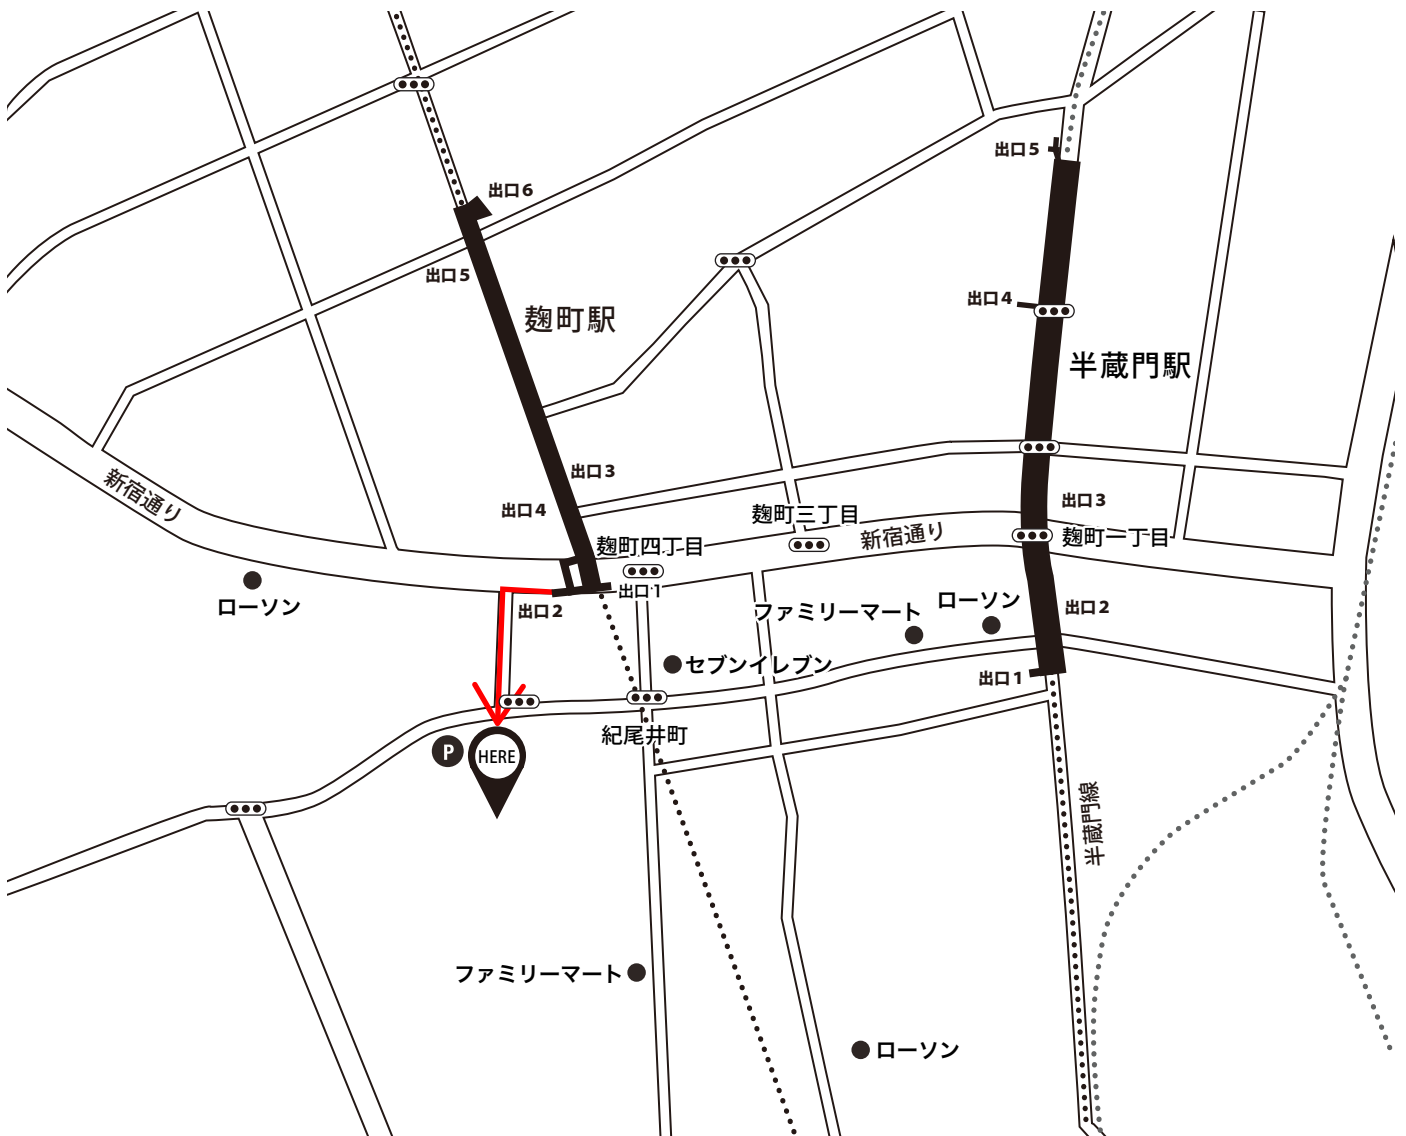 出口5
出口6
出口5
出口4
麹町駅
半蔵門駅
出口3
新宿通り
出口4
出口3
麹町三丁目
新宿通り
麹町一丁目
麹町四丁目
ローソン
出口1
出口2
ファミリーマート
ローソン
出口2
セブンイレブン
出口1
紀尾井町
P
HERE
半蔵門線
ファミリーマート
ローソン